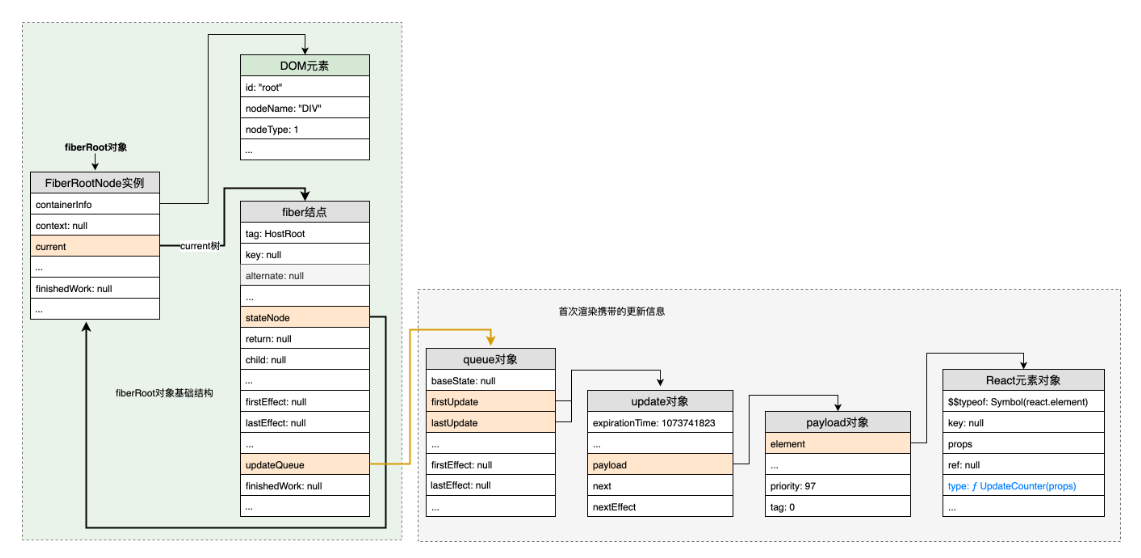 DOM元素
id: "root"
nodeName: "DIV"
nodeType: 1
...
fiberRoot对象
FiberRootNode实例
containerInfo
context: null
current
...
finishedWork: null
...
current树
fiber结点
tag: HostRoot
key: null
alternate: null
...
stateNode
return: null
child: null
...
firstEffect: null
lastEffect: null
...
updateQueue
finishedWork: null
...
fiberRoot对象基础结构
首次渲染携带的更新信息
queue对象
baseState: null
firstUpdate
lastUpdate
...
firstEffect: null
lastEffect: null
...
update对象
expirationTime: 1073741823
...
payload
next
nextEffect
payload对象
element
...
priority: 97
tag: 0
React元素对象
$$typeof: Symbol(react.element)
key: null
props
ref: null
type: ƒ UpdateCounter(props)
...